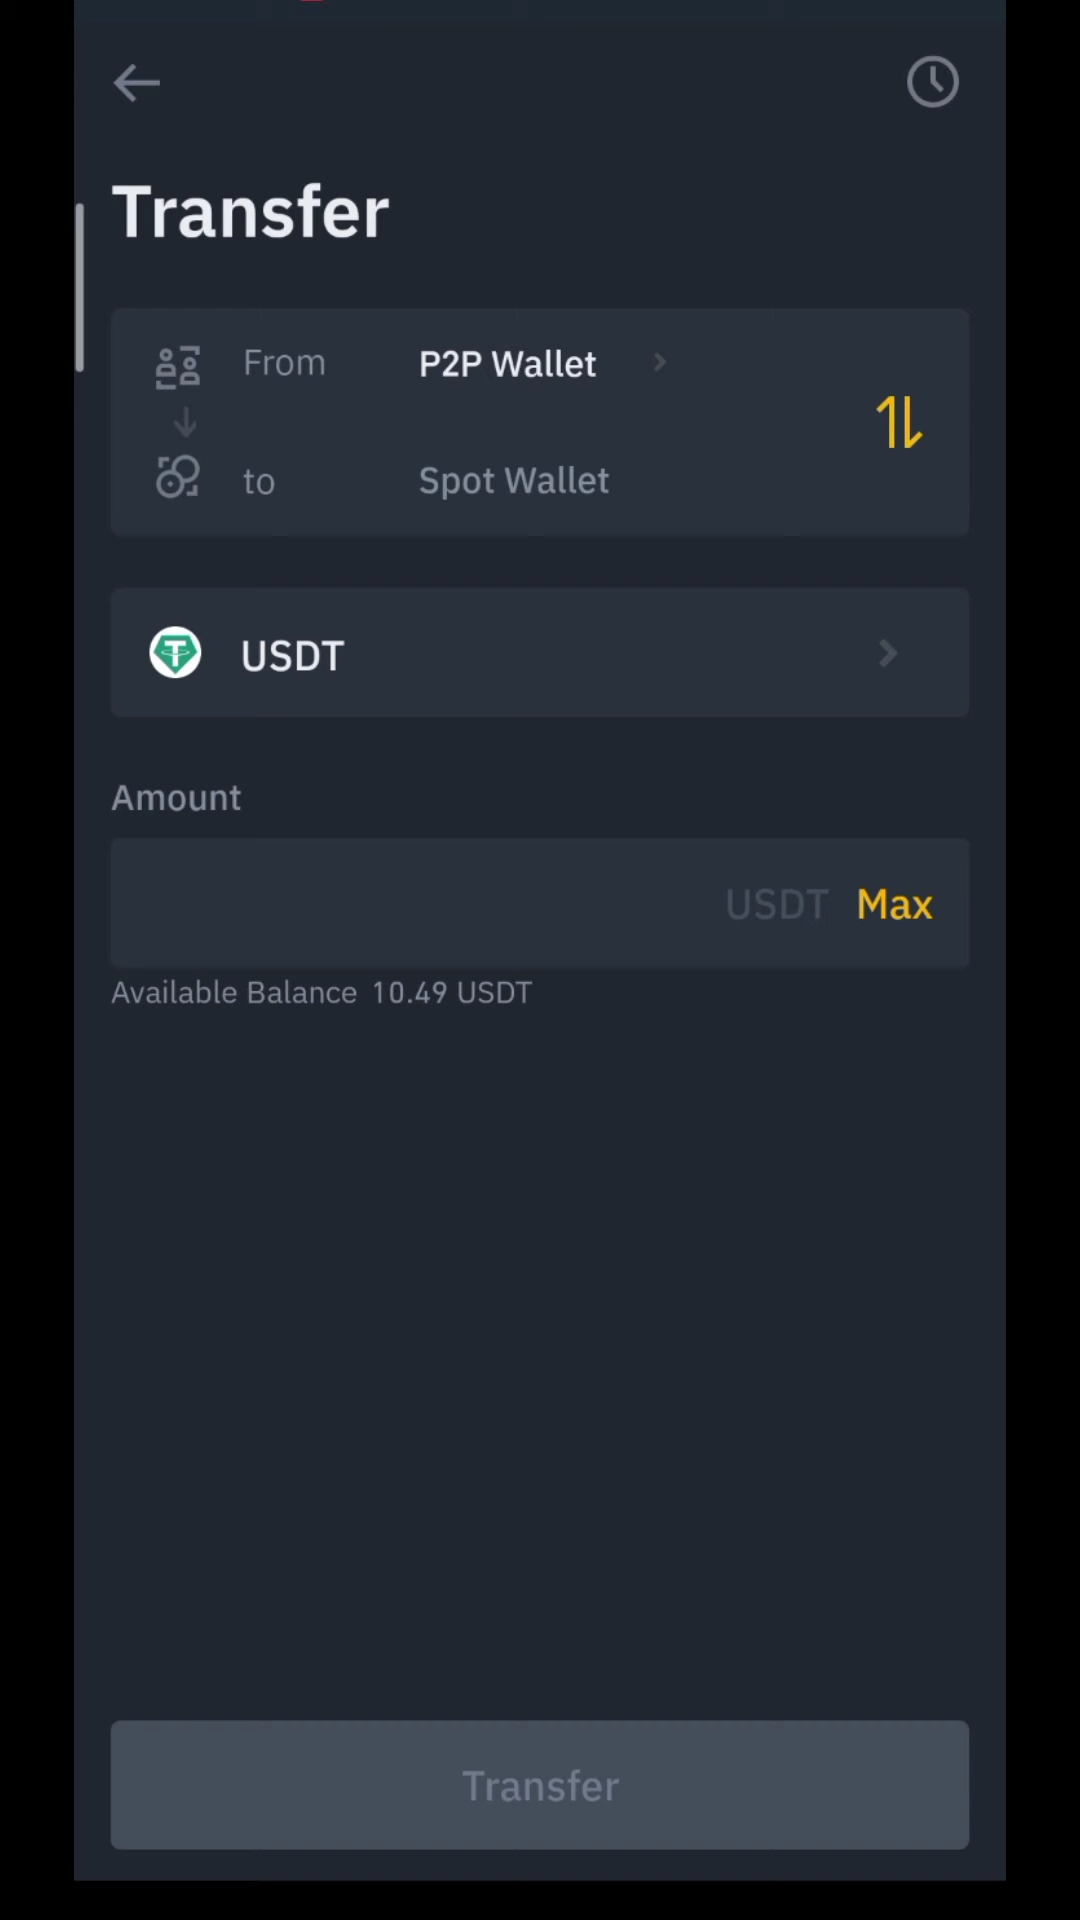 Transfer
From P2P Wallet
to Spot Wallet
USDT
Amount
USDT Max
Available Balance 10.49 USDT
Transfer